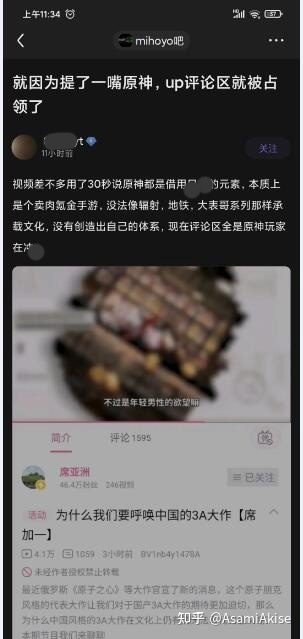 上午11:34
57
mihoyo吧
就因为提了一嘴原神，up评论区就被占
领了
yt
11小时前
关注
视频差不多用了30秒说原神都是借用
的元素，本质上
是个卖肉氪金手游，没法像辐射，地铁，大表哥系列那样承
载文化，没有创造出自己的体系，现在评论区全是原神玩家
在冲
不过是年轻男性的欲望嘛
简介
评论 1595
席亚洲
46.4万粉丝 246视频
已关注
活动 为什么我们要呼唤中国的3A大作【席
加一】
4.1万 1059 3小时前 BV1nb4y1478A
未经作者授权禁止转载
最近俄罗斯《原子之心》等大作官宣了新的消息，这个原子朋克
风格的代表大作让我们对于国产3A大作的期待更加迫切，那么
为什么中国风格的3A大作在文化上
本期节目我们来聊聊
知乎 @AsamiAkise